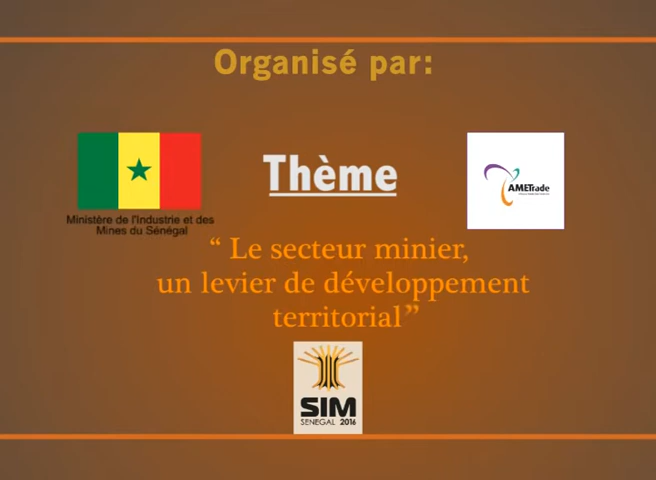 Organisé par:
Thème
AMETrade
Ministère de l'Industrie et des
Mines du Sénégal
“ Le secteur minier,
un levier de développement
territorial”
SIM
SENEGAL 2016